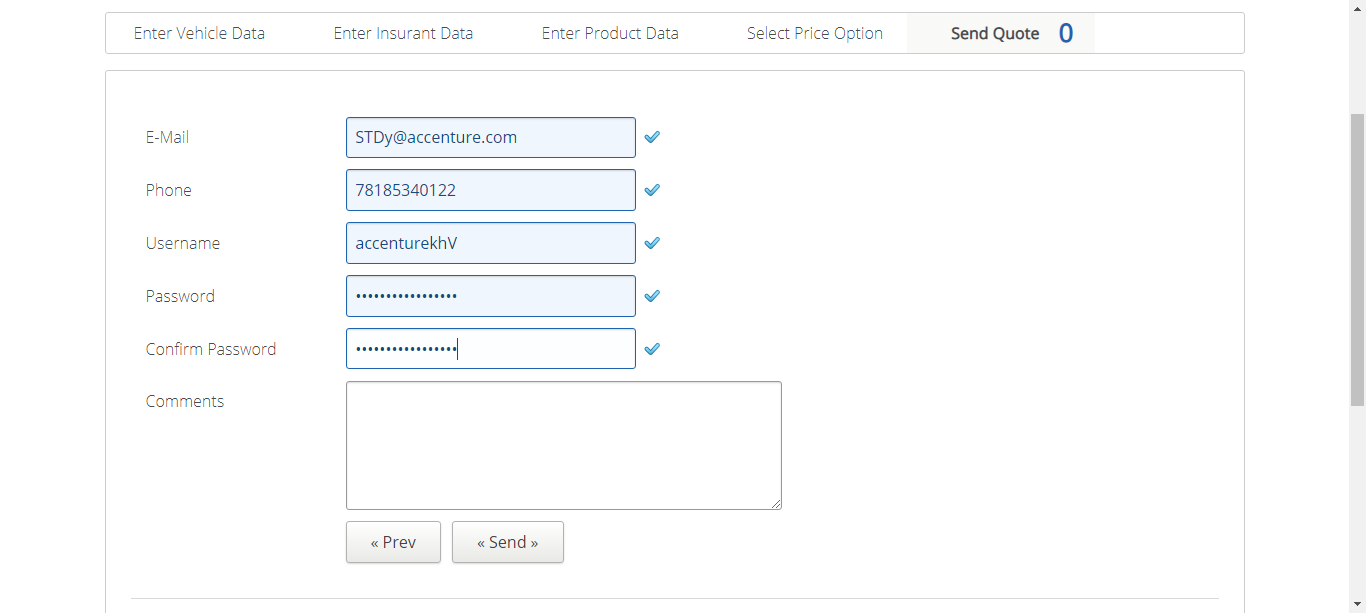 Enter Vehicle Data Enter Insurant Data Enter Product Data Select Price Option Send Quote 0
E-Mail STDy@accenture.com
Phone 78185340122
Username accenturekhV
Password •••••••••••••••••
Confirm Password •••••••••••••••••
Comments
« Prev « Send »